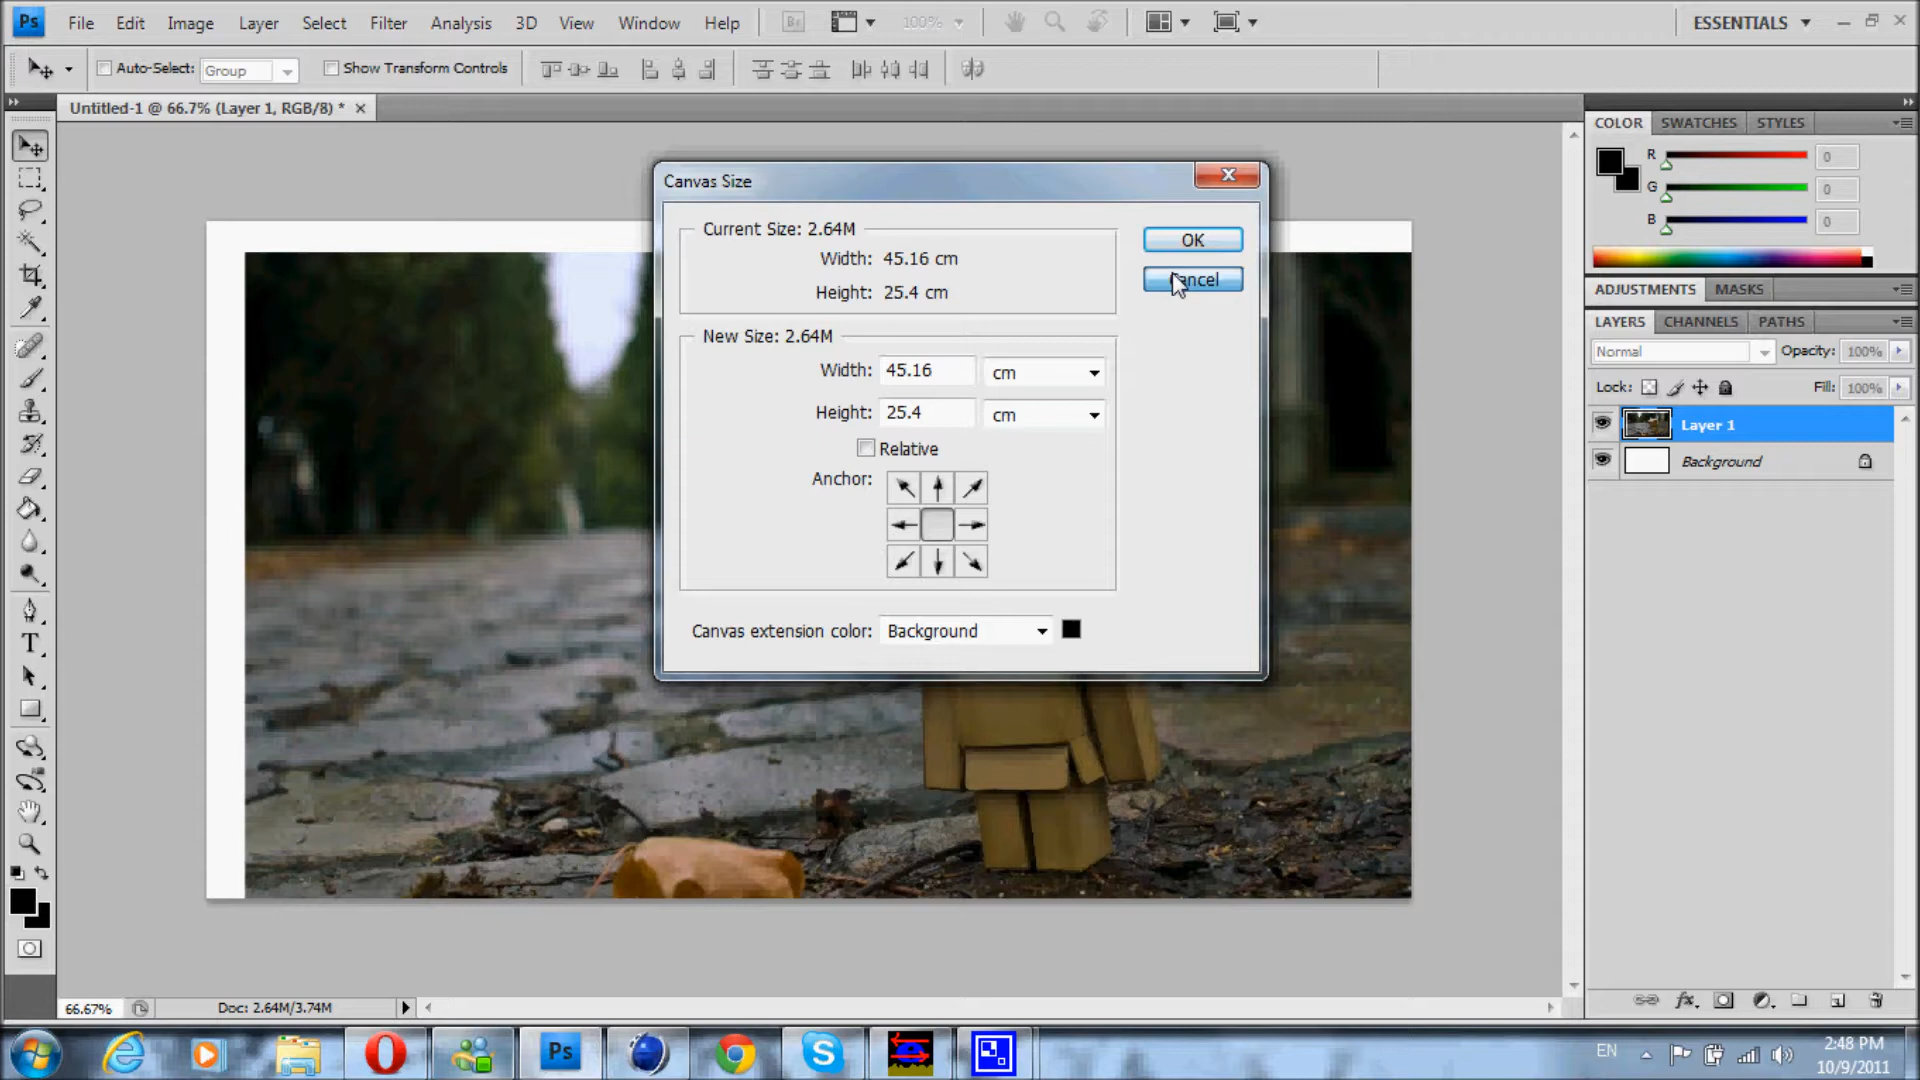 Ps File Edit Image Layer Select Filter Analysis 3D View Window Help Br 100% ESSENTIALS
Auto-Select: Group Show Transform Controls
Untitled-1 @ 66.7% (Layer 1, RGB/8) *
COLOR SWATCHES STYLES
R 0
G 0
B 0
ADJUSTMENTS MASKS
LAYERS CHANNELS PATHS
Normal Opacity: 100%
Lock: Fill: 100%
Layer 1
Background
Canvas Size
Current Size: 2.64M
Width: 45.16 cm
Height: 25.4 cm
OK
Cancel
New Size: 2.64M
Width: 45.16 cm
Height: 25.4 cm
Relative
Anchor:
Canvas extension color: Background
T
fx
66.67% Doc: 2.64M/3.74M
Ps
EN 2:48 PM
10/9/2011